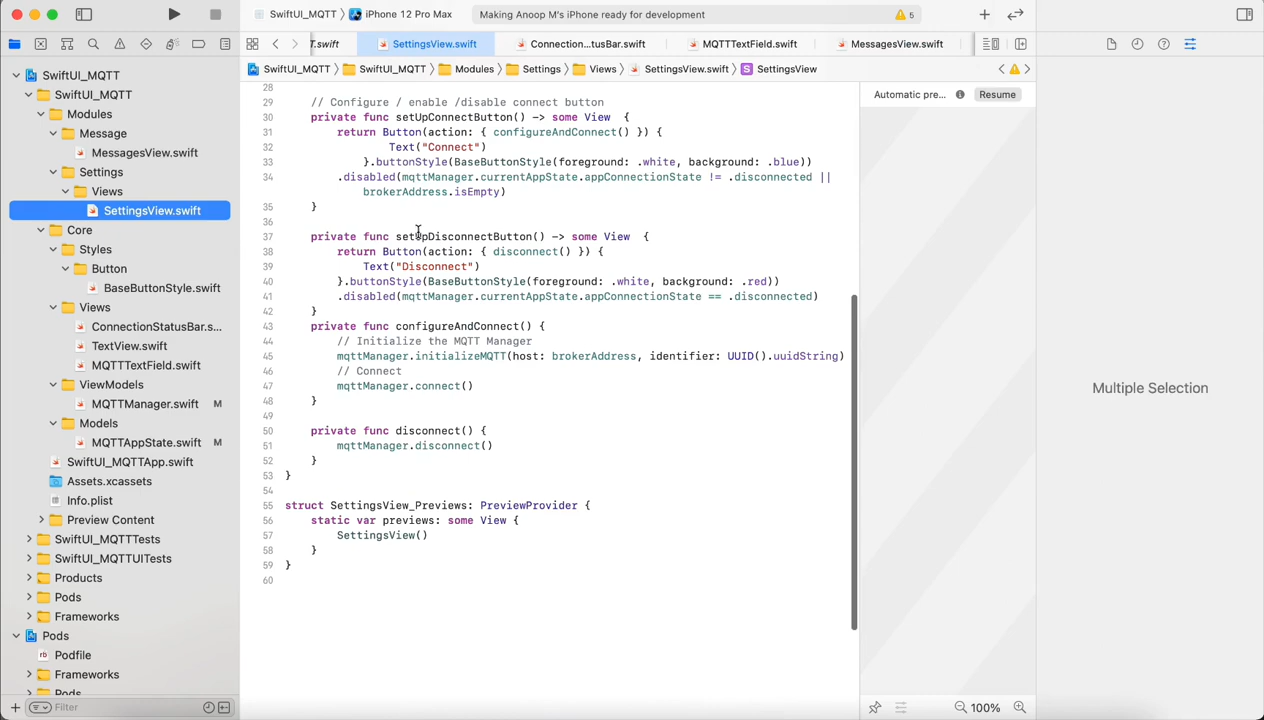 SwiftUI_MQTT 〉 iPhone 12 Pro Max
Making Anoop M's iPhone ready for development
5
T.swift
SettingsView.swift
Connection...tusBar.swift
MQTTTextField.swift
MessagesView.swift
SwiftUI_MQTT 〉 SwiftUI_MQTT 〉 Modules 〉 Settings 〉 Views 〉 SettingsView.swift 〉 S SettingsView
SwiftUI_MQTT
SwiftUI_MQTT
Modules
Message
MessagesView.swift
Settings
Views
SettingsView.swift
Core
Styles
Button
BaseButtonStyle.swift
Views
ConnectionStatusBar.s...
TextView.swift
MQTTTextField.swift
ViewModels
MQTTManager.swift M
Models
MQTTAppState.swift M
SwiftUI_MQTTApp.swift
Assets.xcassets
Info.plist
Preview Content
SwiftUI_MQTTTests
SwiftUI_MQTTUITests
Products
Pods
Frameworks
Pods
rb Podfile
Frameworks
Pods
Filter
28
29 // Configure / enable /disable connect button
30 private func setUpConnectButton() -> some View  {
31 return Button(action: { configureAndConnect() }) {
32 Text("Connect")
33 }.buttonStyle(BaseButtonStyle(foreground: .white, background: .blue))
34 .disabled(mqttManager.currentAppState.appConnectionState != .disconnected ||
brokerAddress.isEmpty)
35 }
36
37 private func setUpDisconnectButton() -> some View  {
38 return Button(action: { disconnect() }) {
39 Text("Disconnect")
40 }.buttonStyle(BaseButtonStyle(foreground: .white, background: .red))
41 .disabled(mqttManager.currentAppState.appConnectionState == .disconnected)
42 }
43 private func configureAndConnect() {
44 // Initialize the MQTT Manager
45 mqttManager.initializeMQTT(host: brokerAddress, identifier: UUID().uuidString)
46 // Connect
47 mqttManager.connect()
48 }
49
50 private func disconnect() {
51 mqttManager.disconnect()
52 }
53 }
54
55 struct SettingsView_Previews: PreviewProvider {
56 static var previews: some View {
57 SettingsView()
58 }
59 }
60
Automatic pre...
Resume
100%
Multiple Selection